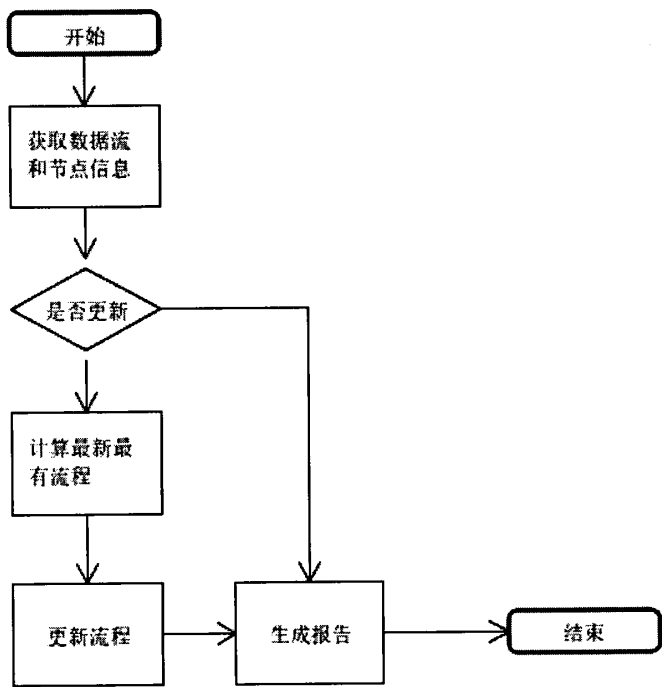 开始
获取数据流
和节点信息
是否更新
计算最新最
有流程
更新流程
生成报告
结束